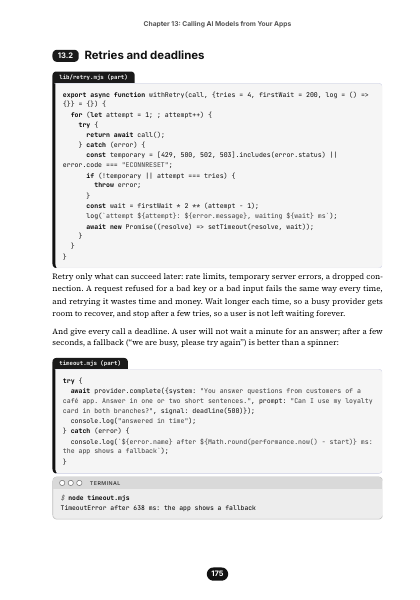 Chapter 13: Calling AI Models from Your Apps
13.2 Retries and deadlines
lib/retry.mjs (part)
export async function withRetry(call, {tries = 4, firstWait = 200, log = () =>
{}} = {}) {
  for (let attempt = 1; ; attempt++) {
    try {
      return await call();
    } catch (error) {
      const temporary = [429, 500, 502, 503].includes(error.status) ||
error.code === "ECONNRESET";
      if (!temporary || attempt === tries) {
        throw error;
      }
      const wait = firstWait * 2 ** (attempt - 1);
      log(`attempt ${attempt}: ${error.message}, waiting ${wait} ms`);
      await new Promise((resolve) => setTimeout(resolve, wait));
    }
  }
}
Retry only what can succeed later: rate limits, temporary server errors, a dropped con-
nection. A request refused for a bad key or a bad input fails the same way every time,
and retrying it wastes time and money. Wait longer each time, so a busy provider gets
room to recover, and stop after a few tries, so a user is not left waiting forever.
And give every call a deadline. A user will not wait a minute for an answer; after a few
seconds, a fallback (“we are busy, please try again”) is better than a spinner:
timeout.mjs (part)
try {
  await provider.complete({system: "You answer questions from customers of a
café app. Answer in one or two short sentences.", prompt: "Can I use my loyalty
card in both branches?", signal: deadline(500)});
  console.log("answered in time");
} catch (error) {
  console.log(`${error.name} after ${Math.round(performance.now() - start)} ms:
the app shows a fallback`);
}
TERMINAL
$ node timeout.mjs
TimeoutError after 638 ms: the app shows a fallback
175